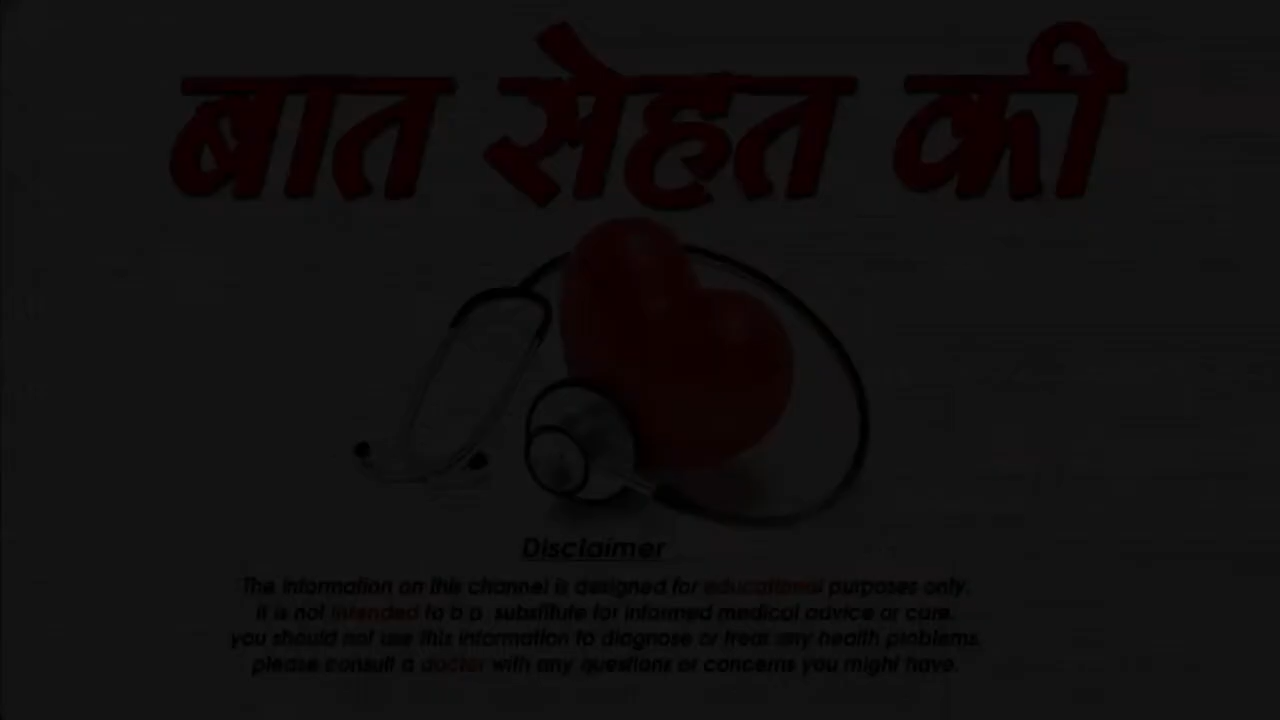 बात सेहत की
Disclaimer
The information on this channel is designed for educational purposes only.
It is not intended to b a substitute for informed medical advice or care.
you should not use this information to diagnose or treat any health problems.
please consult a doctor with any questions or concerns you might have.